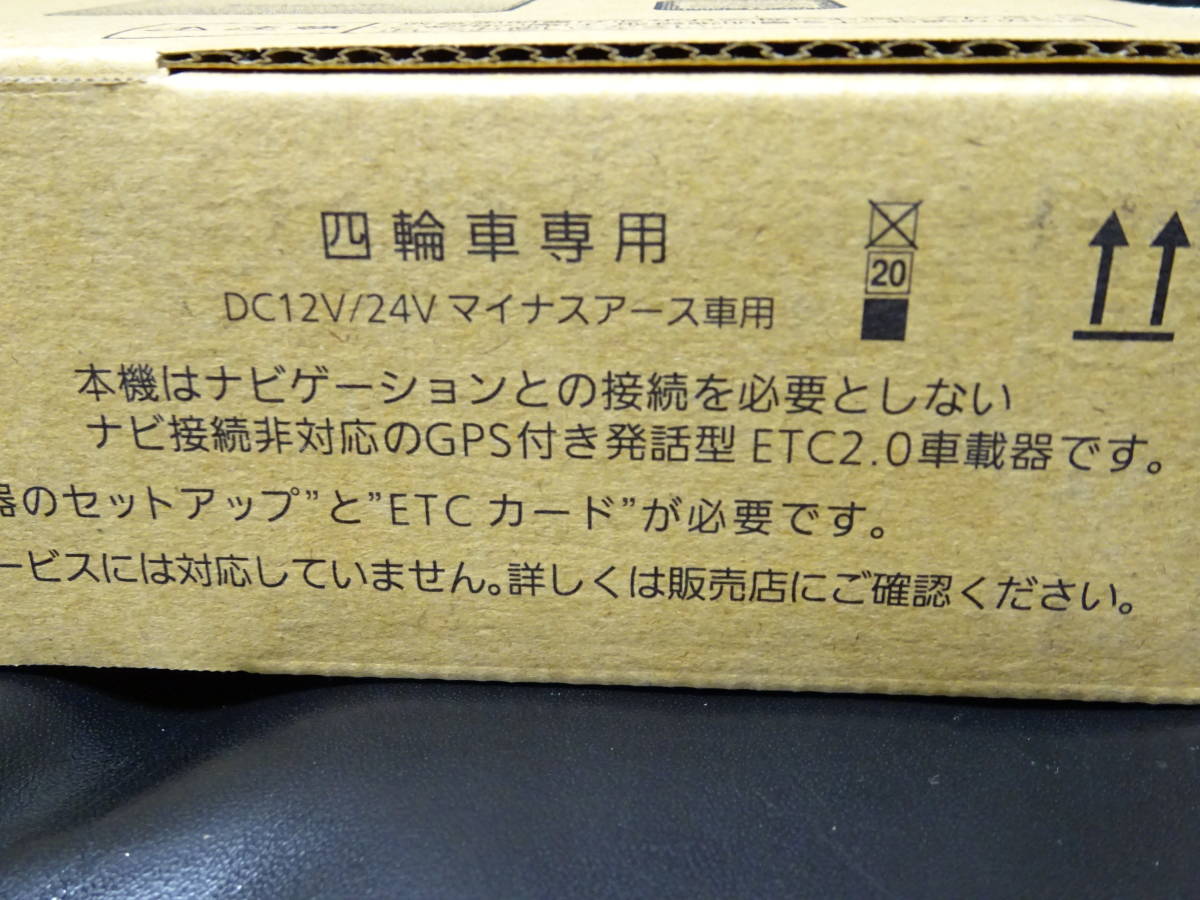 四輪車専用
20
DC12V/24V マイナスアース車用
本機はナビゲーションとの接続を必要としない
ナビ接続非対応のGPS付き発話型 ETC2.0車載器です。
器のセットアップ”と”ETC カード”が必要です。
ービスには対応していません。詳しくは販売店にご確認ください。